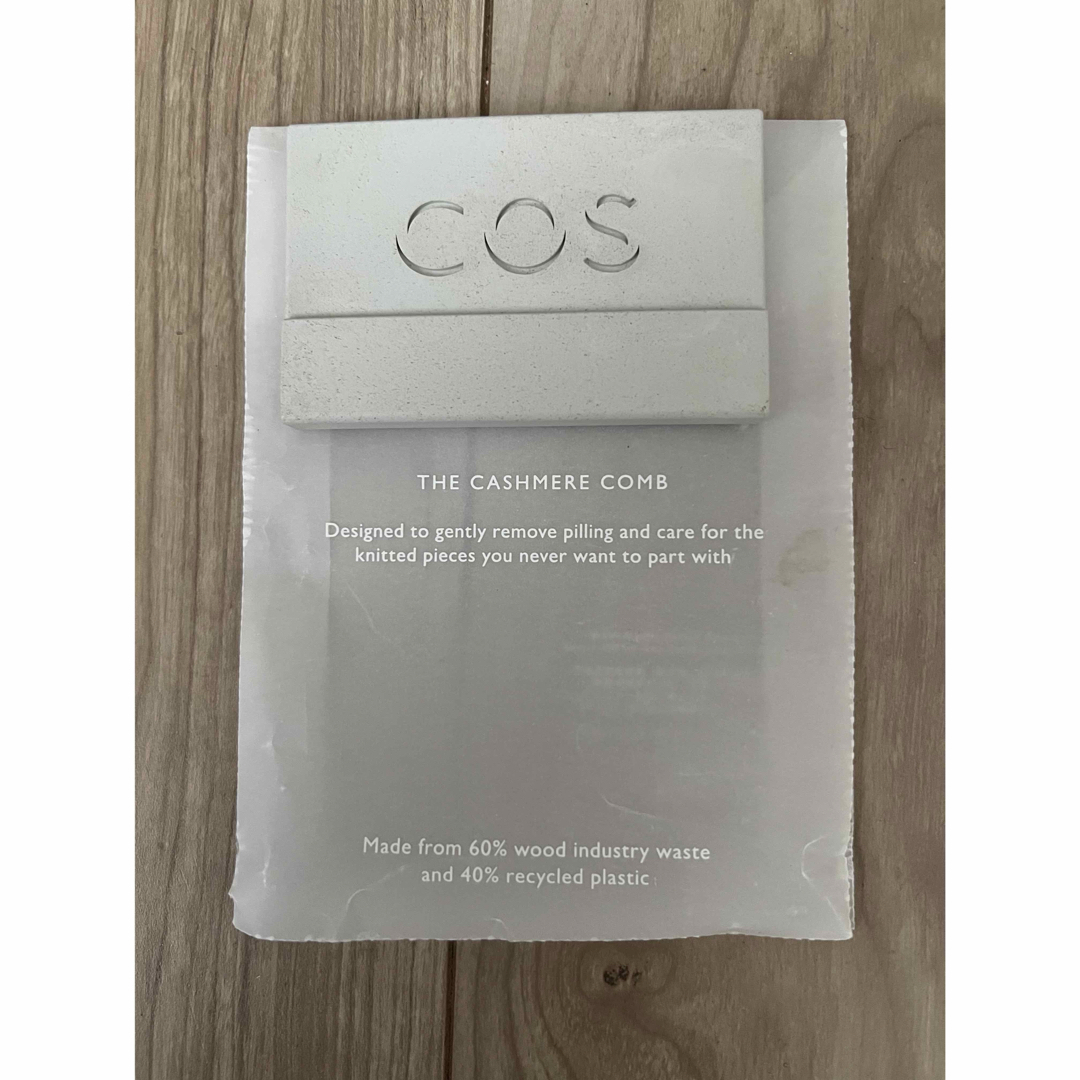 COS
THE CASHMERE COMB
Designed to gently remove pilling and care for the
knitted pieces you never want to part with
Made from 60% wood industry waste
and 40% recycled plastic